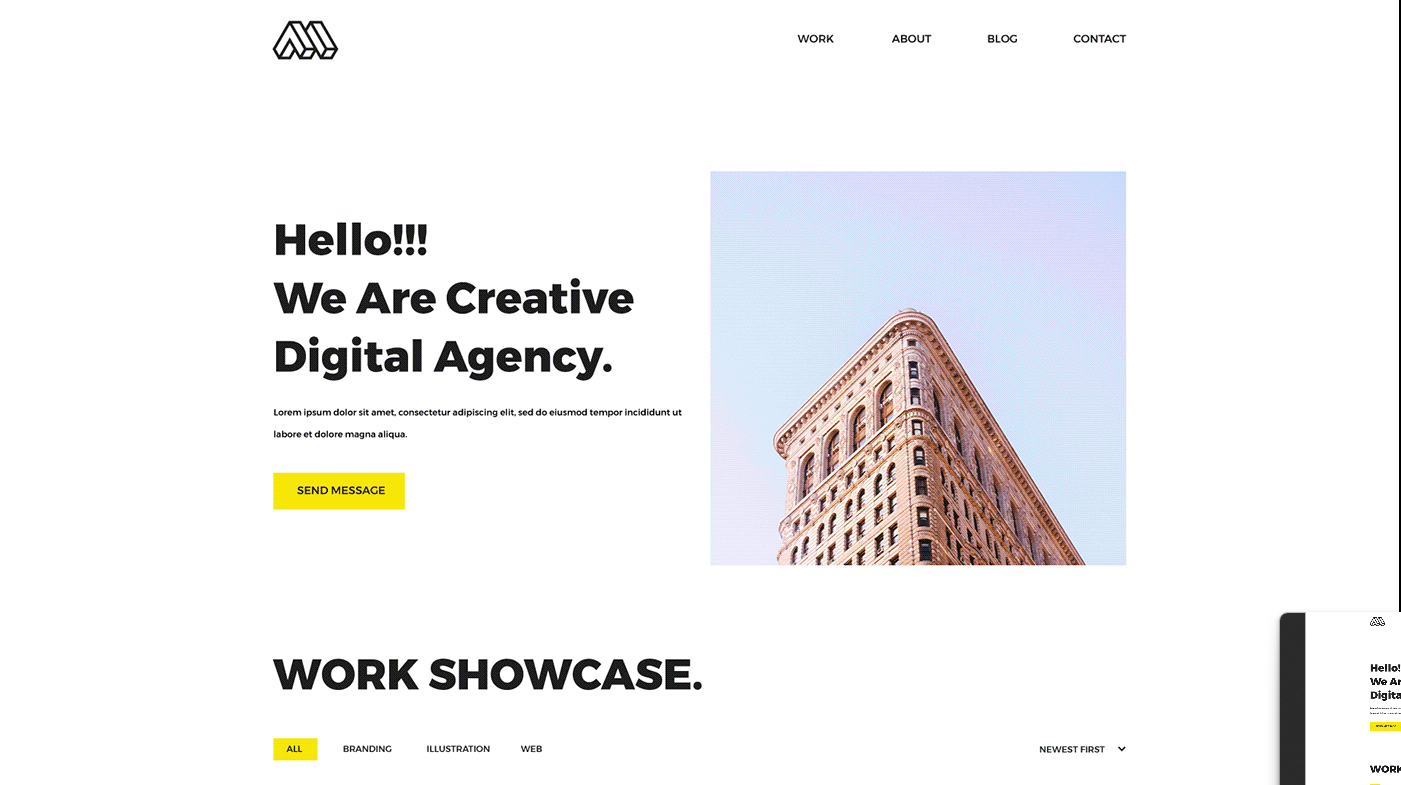 WORK ABOUT BLOG CONTACT
Hello!!!
We Are Creative
Digital Agency.
Lorem ipsum dolor sit amet, consectetur adipiscing elit, sed do eiusmod tempor incididunt ut
labore et dolore magna aliqua.
SEND MESSAGE
WORK SHOWCASE.
ALL BRANDING ILLUSTRATION WEB NEWEST FIRST
Hello!
We Ar
Digita
WORK